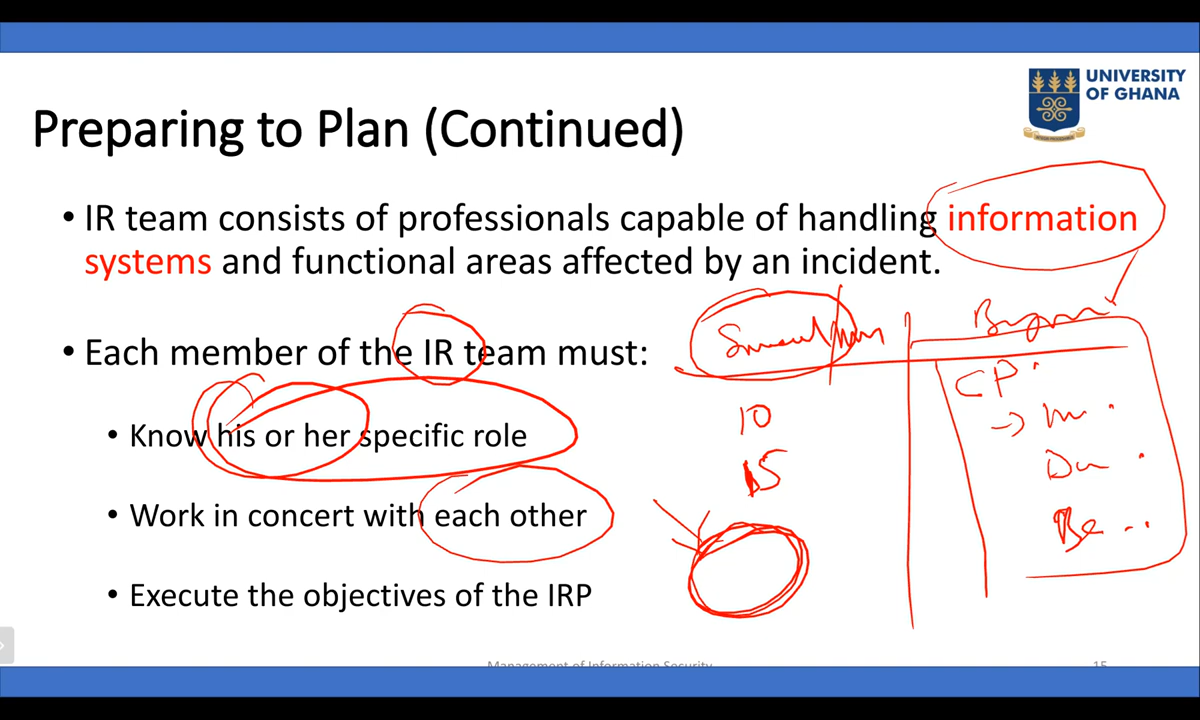 UNIVERSITY
OF GHANA
Preparing to Plan (Continued)
• IR team consists of professionals capable of handling information
systems and functional areas affected by an incident.
• Each member of the IR team must:
• Know his or her specific role
• Work in concert with each other
• Execute the objectives of the IRP
10
15
CP
Management of Information Security
15